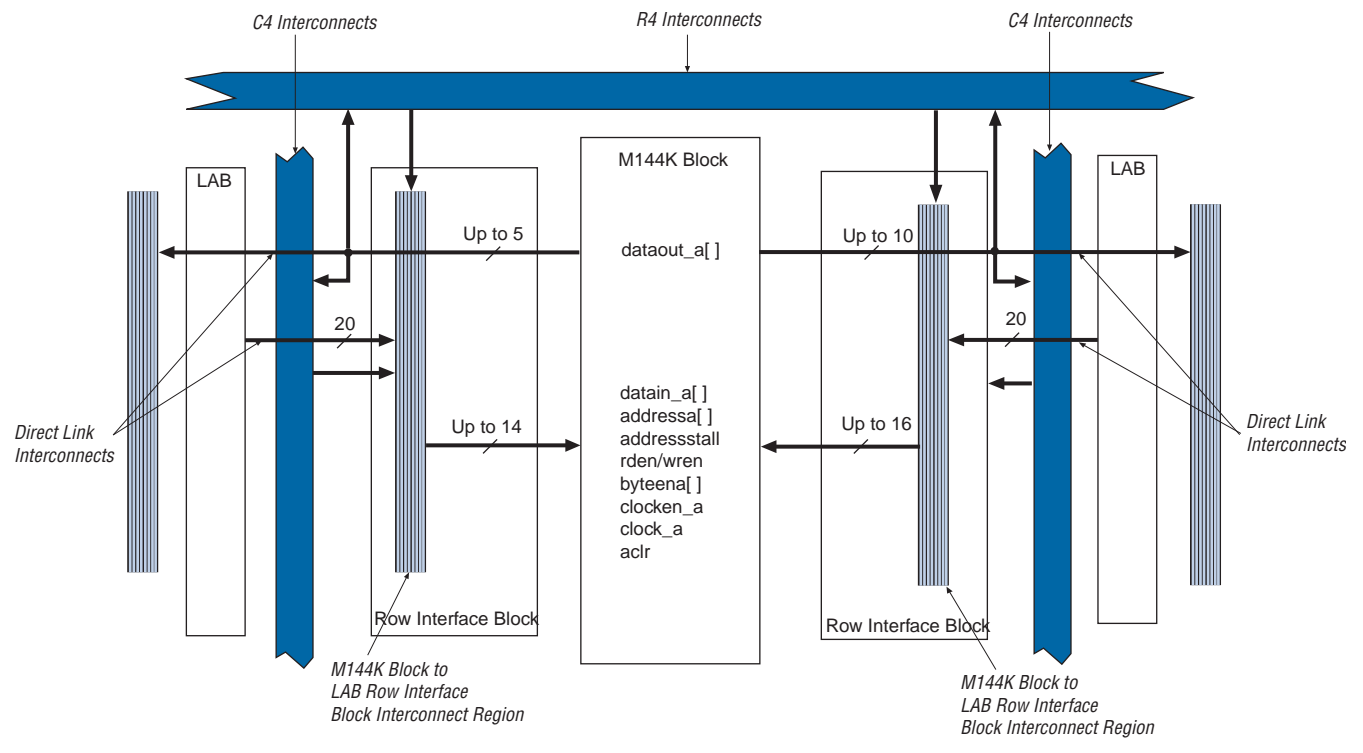 C4 Interconnects
R4 Interconnects
C4 Interconnects
M144K Block
LAB
LAB
Up to 5
dataout_a[ ]
Up to 10
20
20
datain_a[ ]
addressa[ ]
addressstall
rden/wren
byteena[ ]
clocken_a
clock_a
aclr
Up to 14
Up to 16
Direct Link
Interconnects
Direct Link
Interconnects
Row Interface Block
Row Interface Block
M144K Block to
LAB Row Interface
Block Interconnect Region
M144K Block to
LAB Row Interface
Block Interconnect Region